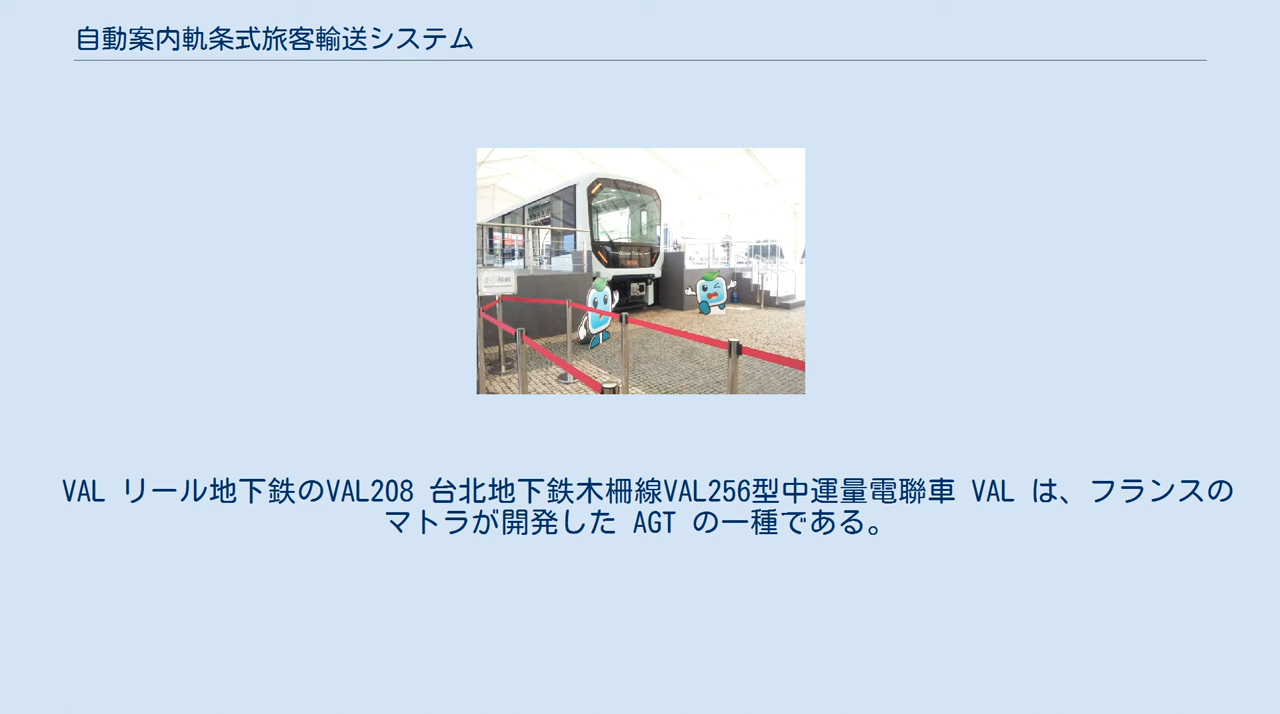 自動案内軌条式旅客輸送システム
VAL リール地下鉄のVAL208 台北地下鉄木柵線VAL256型中運量電聯車 VAL は、フランスの
マトラが開発した AGT の一種である。